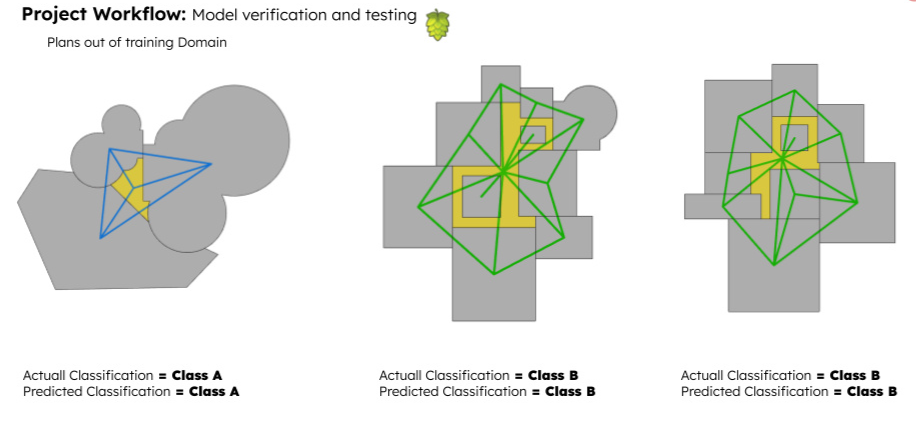 Project Workflow: Model verification and testing
Plans out of training Domain
Actuall Classification = Class A
Predicted Classification = Class A
Actuall Classification = Class B
Predicted Classification = Class B
Actuall Classification = Class B
Predicted Classification = Class B